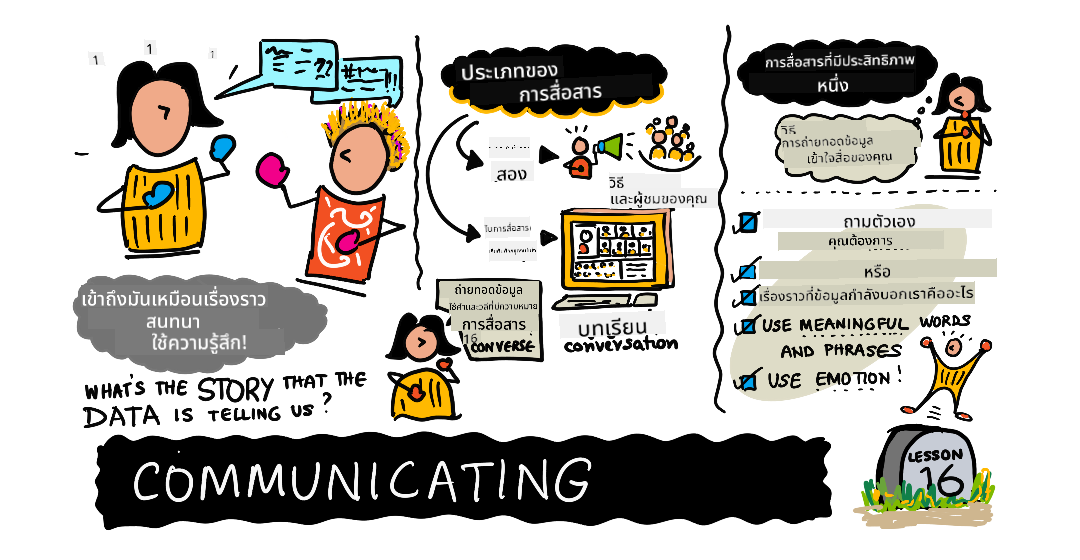 1
1
1
??
!!!
เข้าถึงมันเหมือนเรื่องราว
สนทนา
ใช้ความรู้สึก!
WHAT'S THE STORY THAT THE
DATA IS TELLING US?
ประเภทของ
การสื่อสาร
สอง
วิธี
และผู้ชมของคุณ
ในการสื่อสาร
ถ่ายทอดข้อมูล
ใช้คำและวลีที่มีความหมาย
การสื่อสาร
16
CONVERSE
บทเรียน
conversation
การสื่อสารที่มีประสิทธิภาพ
หนึ่ง
วิธี
การถ่ายทอดข้อมูล
เข้าใจสื่อของคุณ
ถามตัวเอง
คุณต้องการ
หรือ
เรื่องราวที่ข้อมูลกำลังบอกเราคืออะไร
USE MEANINGFUL WORDS
AND PHRASES
USE EMOTION!
COMMUNICATING
LESSON
16